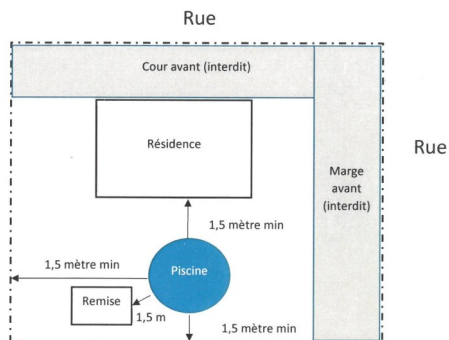 Rue
Cour avant (interdit)
Résidence
Rue
Marge
avant
(interdit)
1,5 mètre min
1,5 mètre min
Piscine
Remise
1,5 m
1,5 mètre min